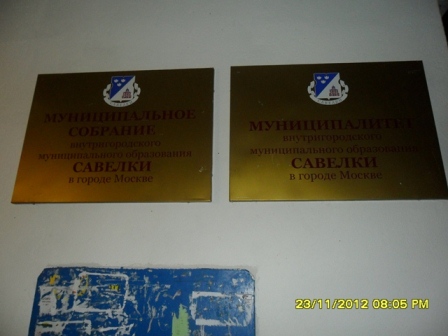 МУНИЦИПАЛЬНОЕ
СОБРАНИЕ
внутригородского
муниципального образования
САВЕЛКИ
в городе Москве
МУНИЦИПАЛИТЕТ
внутригородского
муниципального образования
САВЕЛКИ
в городе Москве
23/11/2012 08:05 PM